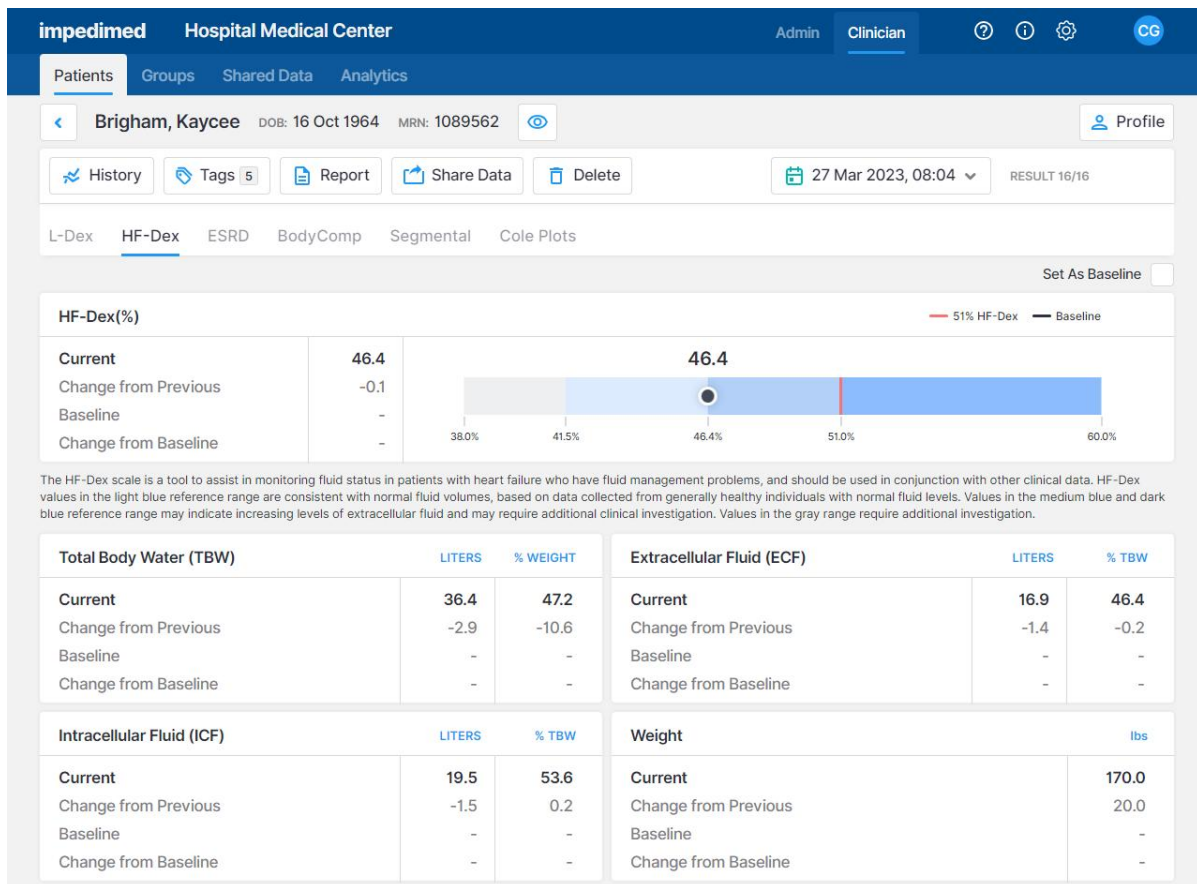 impedimed Hospital Medical Center Admin Clinician CG
Patients Groups Shared Data Analytics
Brigham, Kaycee DOB: 16 Oct 1964 MRN: 1089562 Profile
History Tags 5 Report Share Data Delete 27 Mar 2023, 08:04 RESULT 16/16
L-Dex HF-Dex ESRD BodyComp Segmental Cole Plots
Set As Baseline
HF-Dex(%) 51% HF-Dex Baseline
Current 46.4
Change from Previous -0.1
Baseline -
Change from Baseline -
46.4
38.0% 41.5% 46.4% 51.0% 60.0%
The HF-Dex scale is a tool to assist in monitoring fluid status in patients with heart failure who have fluid management problems, and should be used in conjunction with other clinical data. HF-Dex
values in the light blue reference range are consistent with normal fluid volumes, based on data collected from generally healthy individuals with normal fluid levels. Values in the medium blue and dark
blue reference range may indicate increasing levels of extracellular fluid and may require additional clinical investigation. Values in the gray range require additional investigation.
Total Body Water (TBW) LITERS % WEIGHT
Current 36.4 47.2
Change from Previous -2.9 -10.6
Baseline - -
Change from Baseline - -
Extracellular Fluid (ECF) LITERS % TBW
Current 16.9 46.4
Change from Previous -1.4 -0.2
Baseline - -
Change from Baseline - -
Intracellular Fluid (ICF) LITERS % TBW
Current 19.5 53.6
Change from Previous -1.5 0.2
Baseline - -
Change from Baseline - -
Weight lbs
Current 170.0
Change from Previous 20.0
Baseline -
Change from Baseline -